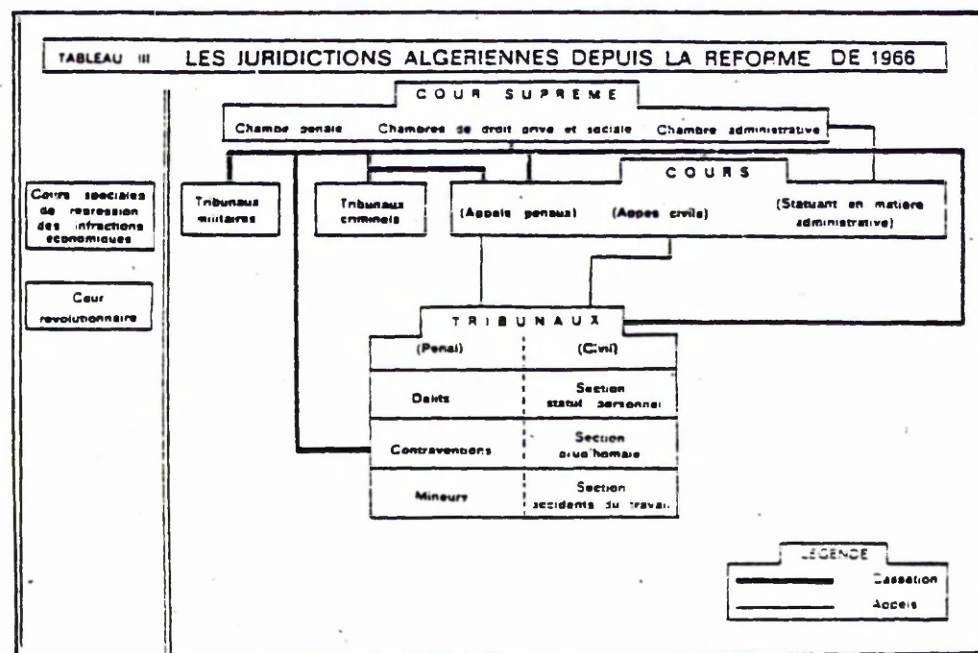 TABLEAU III LES JURIDICTIONS ALGERIENNES DEPUIS LA REFORME DE 1966
COUR SUPREME
Chambe penale Chambres de droit prive et sociale Chambre administrative
Cours speciales
de repression
des infractions
economiques
Cour
revolutionnaire
Tribunaux
militaires
Tribunaux
criminels
COURS
(Appels penaux) (Appes civils) (Statuant en matiere
administrative)
TRIBUNAUX
(Penal) (Civil)
Delits
Section
statut personnel
Contraventions
Section
prud'homale
Mineurs
Section
accidents du travail
LEGENDE
Cassation
Appels